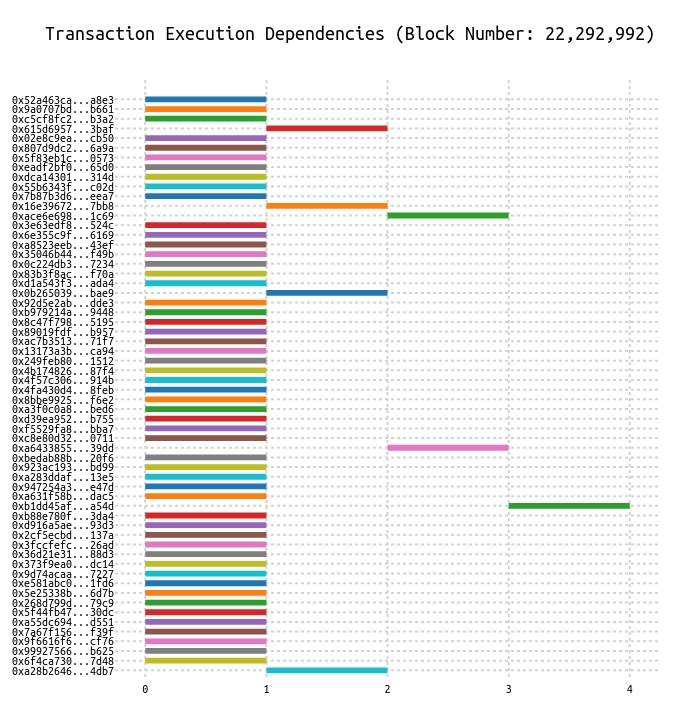 Transaction Execution Dependencies (Block Number: 22,292,992)
0x52a463ca...a8e3
0x9a0707bd...b661
0xc5cf8fc2...b3a2
0x615d6957...3baf
0x02e8c9ea...cb50
0x807d9dc2...6a9a
0x5f83eb1c...0573
0xeadf2bf0...65d0
0xdca14301...314d
0x55b6343f...c02d
0x7b87b3d6...eea7
0x16e39672...7bb8
0xace6e698...1c69
0x3e63edf8...524c
0x6e355c9f...6169
0xa8523eeb...43ef
0x35046b44...f49b
0x0c224db3...7234
0x83b3f8ac...f70a
0xd1a543f3...ada4
0x0b265039...bae9
0x92d5e2ab...dde3
0xb979214a...9448
0x8c47f798...5195
0x89019fdf...b957
0xac7b3513...71f7
0x13173a3b...ca94
0x249feb80...1512
0x4b174826...87f4
0x4f57c306...914b
0x4fa430d4...8feb
0x8bbe9925...f6e2
0xa3f0c0a8...bed6
0xd39ea952...b755
0xf5529fa8...bba7
0xc8e80d32...0711
0xa6433855...39dd
0xbedab88b...20f6
0x923ac193...bd99
0xa283ddaf...13e5
0x947254a3...e47d
0xa631f58b...dac5
0xb1dd45af...a54d
0xb88e780f...3da4
0xd916a5ae...93d3
0x2cf5ecbd...137a
0x3fccfefc...26ad
0x36d21e31...88d3
0x373f9ea0...dc14
0x9d74acaa...7227
0xe581abc0...1fd6
0x5e25338b...6d7b
0x268d799d...79c9
0x5f44fb47...30dc
0xa55dc694...d551
0x7a67f156...f39f
0x9f6616f6...cf76
0x99927566...b625
0x6f4ca730...7d48
0xa28b2646...4db7
0 1 2 3 4